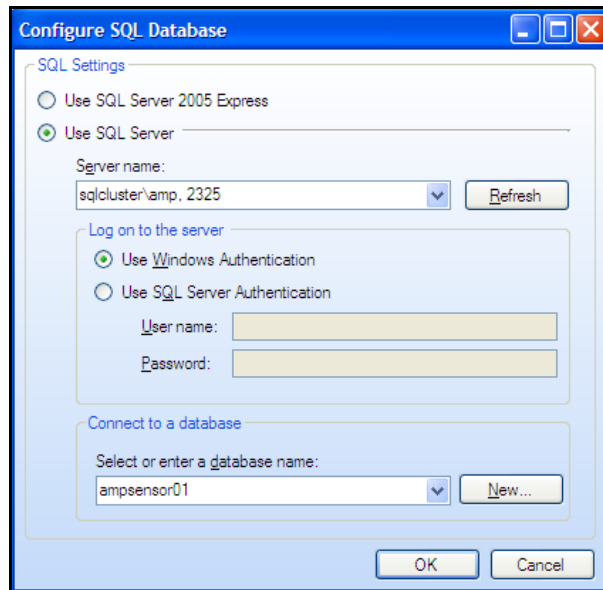 Configure SQL Database
SQL Settings
Use SQL Server 2005 Express
Use SQL Server
Server name:
sqlcluster\amp, 2325
Refresh
Log on to the server
Use Windows Authentication
Use SQL Server Authentication
User name:
Password:
Connect to a database
Select or enter a database name:
ampsensor01
New...
OK Cancel